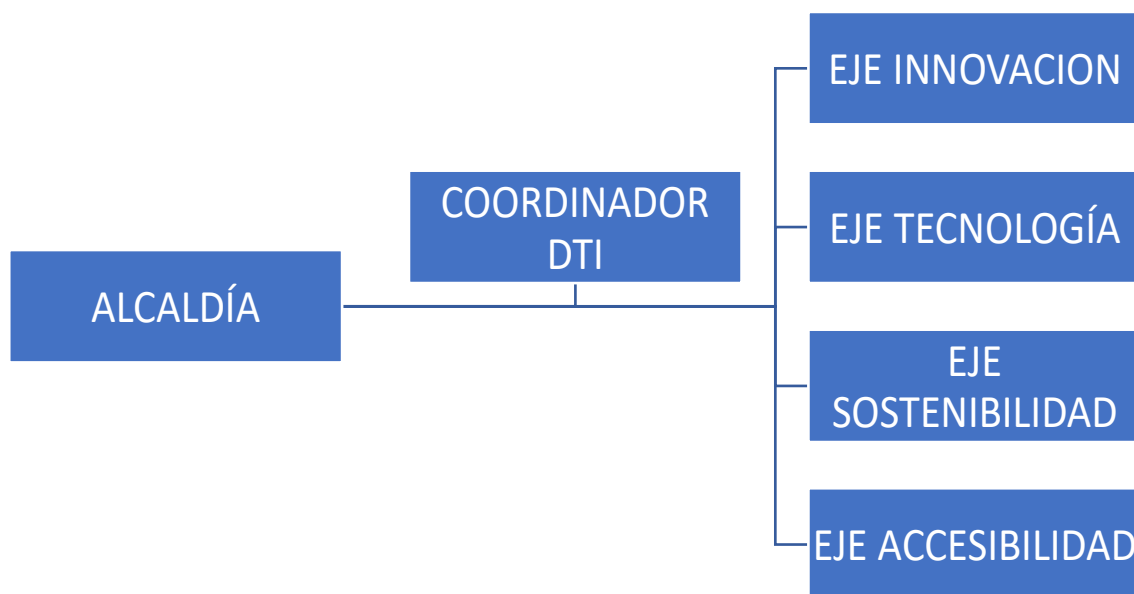 EJE INNOVACION
COORDINADOR
DTI
EJE TECNOLOGÍA
ALCALDÍA
EJE
SOSTENIBILIDAD
EJE ACCESIBILIDAD